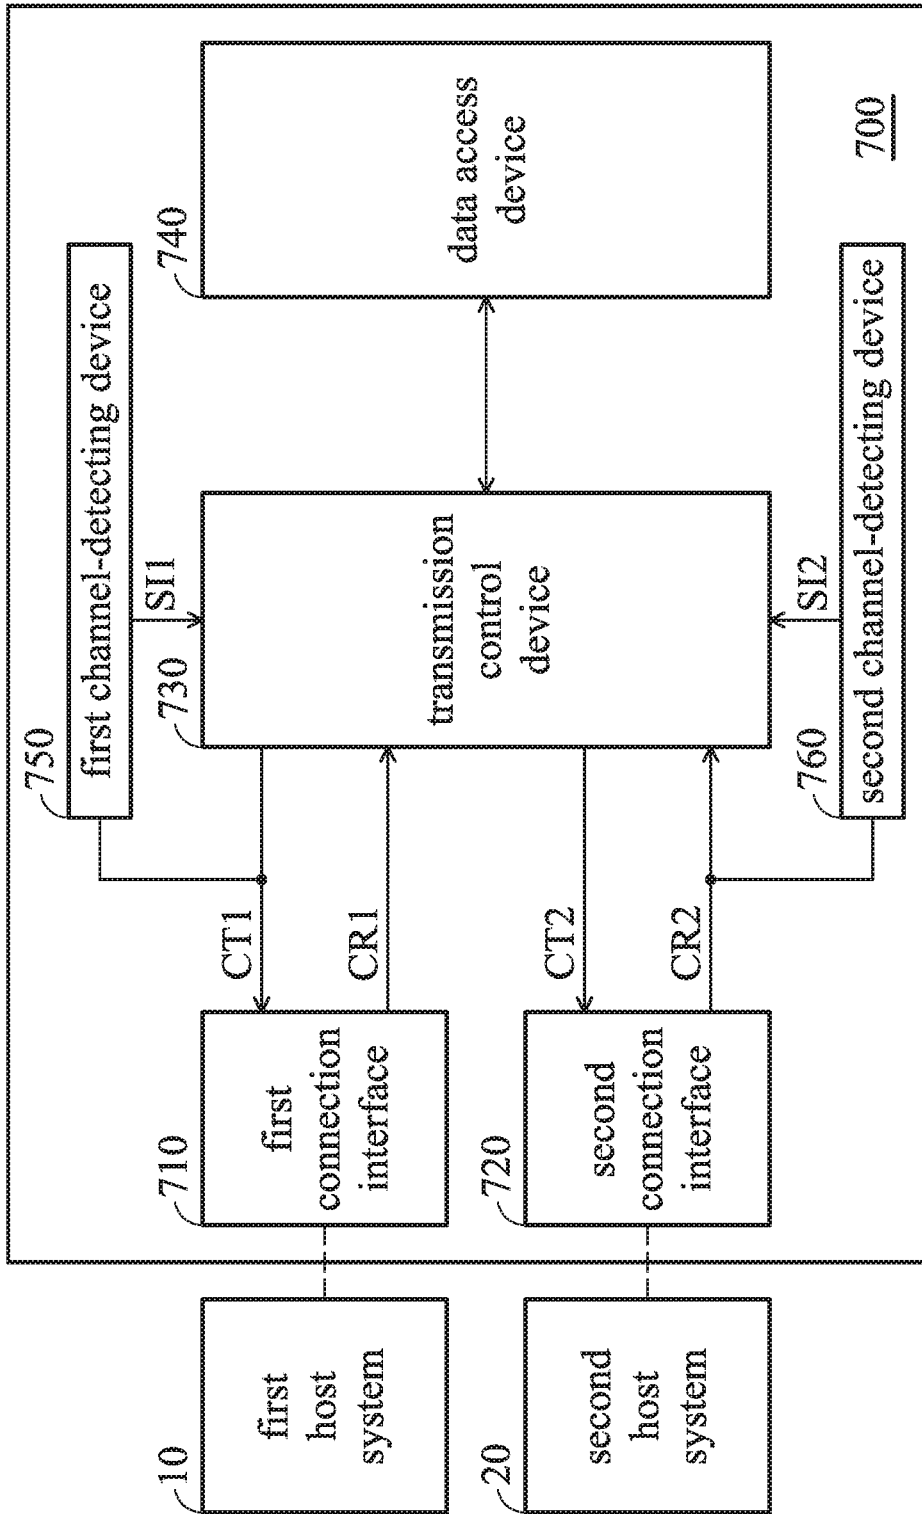 750
first channel-detecting device
SI1
10
first
host
system
710
first
connection
interface
CT1
CR1
730
transmission
control
device
740
data access
device
20
second
host
system
720
second
connection
interface
CT2
CR2
SI2
760
second channel-detecting device
700